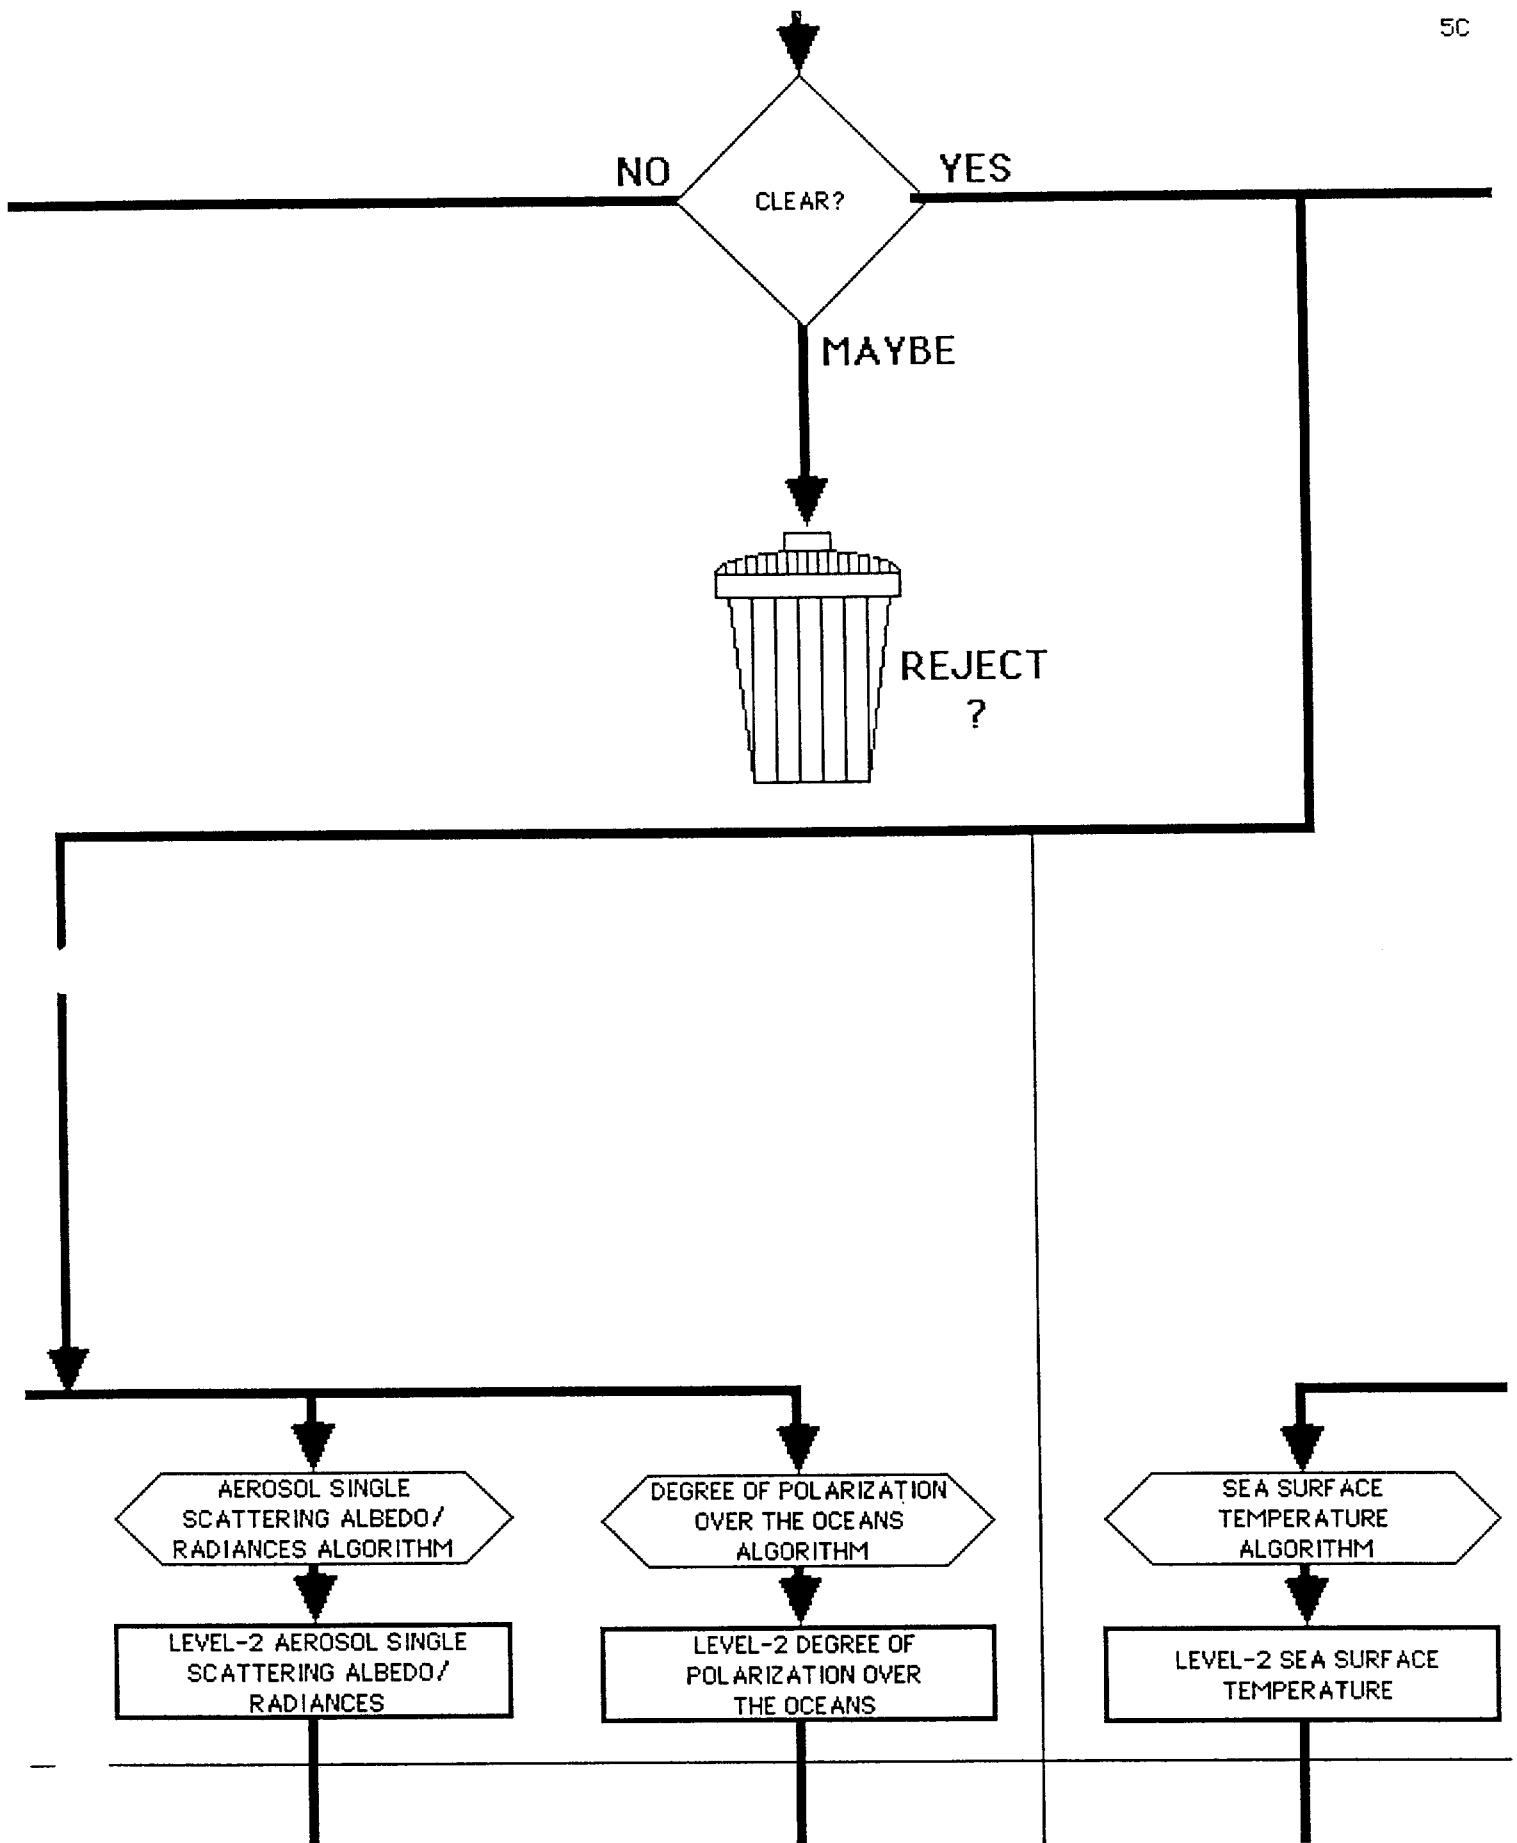 5C
NO
YES
CLEAR?
MAYBE
REJECT
?
AEROSOL SINGLE
SCATTERING ALBEDO/
RADIANCES ALGORITHM
DEGREE OF POLARIZATION
OVER THE OCEANS
ALGORITHM
SEA SURFACE
TEMPERATURE
ALGORITHM
LEVEL-2 AEROSOL SINGLE
SCATTERING ALBEDO/
RADIANCES
LEVEL-2 DEGREE OF
POLARIZATION OVER
THE OCEANS
LEVEL-2 SEA SURFACE
TEMPERATURE